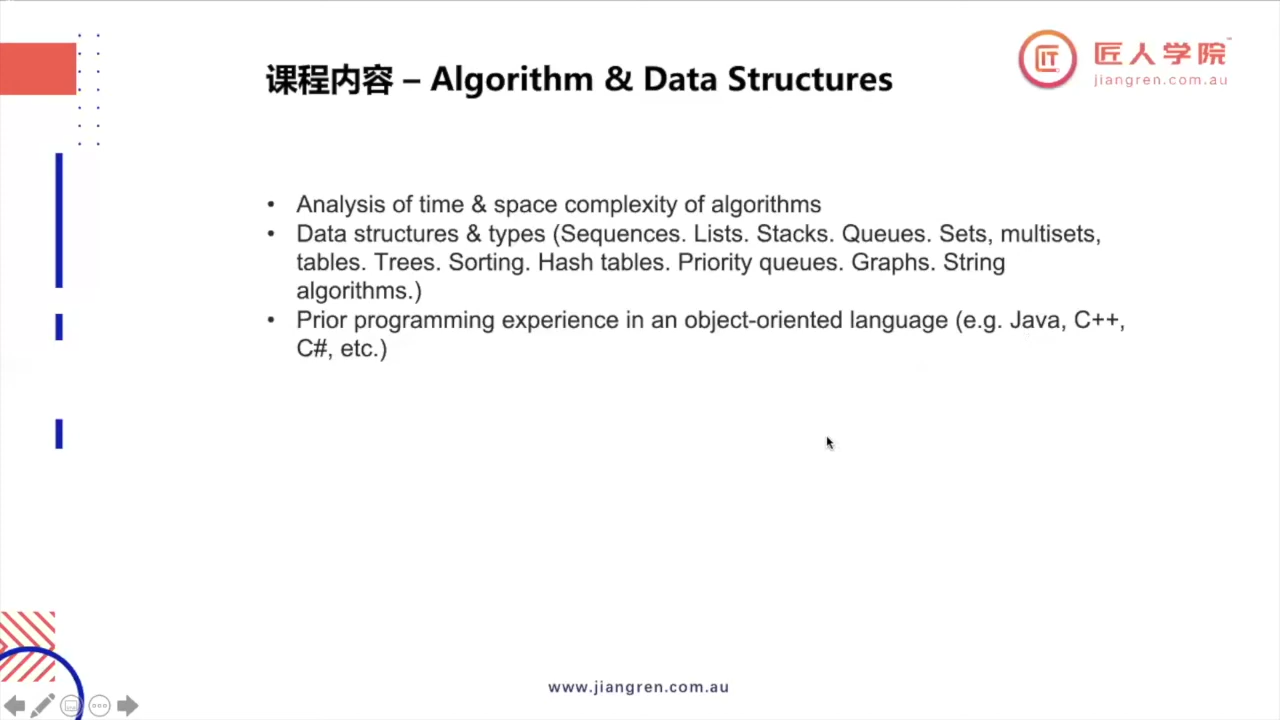 课程内容 – Algorithm & Data Structures
匠人学院
jiangren.com.au
• Analysis of time & space complexity of algorithms
• Data structures & types (Sequences. Lists. Stacks. Queues. Sets, multisets,
tables. Trees. Sorting. Hash tables. Priority queues. Graphs. String
algorithms.)
• Prior programming experience in an object-oriented language (e.g. Java, C++,
C#, etc.)
www.jiangren.com.au